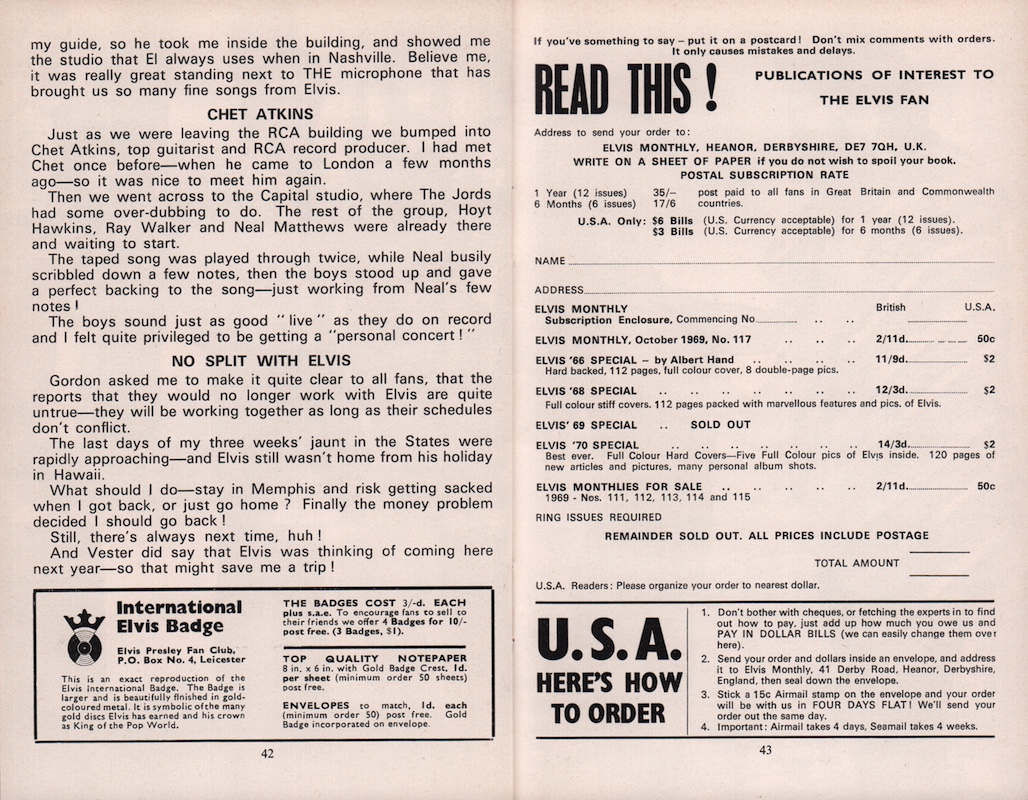 my guide, so he took me inside the building, and showed me
the studio that El always uses when in Nashville. Believe me,
it was really great standing next to THE microphone that has
brought us so many fine songs from Elvis.
CHET ATKINS
Just as we were leaving the RCA building we bumped into
Chet Atkins, top guitarist and RCA record producer. I had met
Chet once before—when he came to London a few months
ago—so it was nice to meet him again.
Then we went across to the Capital studio, where The Jords
had some over-dubbing to do. The rest of the group, Hoyt
Hawkins, Ray Walker and Neal Matthews were already there
and waiting to start.
The taped song was played through twice, while Neal busily
scribbled down a few notes, then the boys stood up and gave
a perfect backing to the song—just working from Neal's few
notes !
The boys sound just as good "live" as they do on record
and I felt quite privileged to be getting a "personal concert!"
NO SPLIT WITH ELVIS
Gordon asked me to make it quite clear to all fans, that the
reports that they would no longer work with Elvis are quite
untrue—they will be working together as long as their schedules
don't conflict.
The last days of my three weeks' jaunt in the States were
rapidly approaching—and Elvis still wasn't home from his holiday
in Hawaii.
What should I do—stay in Memphis and risk getting sacked
when I got back, or just go home ? Finally the money problem
decided I should go back !
Still, there's always next time, huh !
And Vester did say that Elvis was thinking of coming here
next year—so that might save me a trip !
International
Elvis Badge
Elvis Presley Fan Club,
P.O. Box No. 4, Leicester
This is an exact reproduction of the
Elvis International Badge. The Badge is
larger and is beautifully finished in gold-
coloured metal. It is symbolic of the many
gold discs Elvis has earned and his crown
as King of the Pop World.
THE BADGES COST 3/-d. EACH
plus s.a.e. To encourage fans to sell to
their friends we offer 4 Badges for 10/-
post free. (3 Badges, $1).
TOP QUALITY NOTEPAPER
8 in. x 6 in. with Gold Badge Crest, 1d.
per sheet (minimum order 50 sheets)
post free.
ENVELOPES to match, 1d. each
(minimum order 50) post free. Gold
Badge incorporated on envelope.
42
If you've something to say – put it on a postcard! Don't mix comments with orders.
It only causes mistakes and delays.
READ THIS !
PUBLICATIONS OF INTEREST TO
THE ELVIS FAN
Address to send your order to:
ELVIS MONTHLY, HEANOR, DERBYSHIRE, DE7 7QH, U.K.
WRITE ON A SHEET OF PAPER if you do not wish to spoil your book.
POSTAL SUBSCRIPTION RATE
1 Year (12 issues) 35/– post paid to all fans in Great Britain and Commonwealth
6 Months (6 issues) 17/6 countries.
U.S.A. Only: $6 Bills (U.S. Currency acceptable) for 1 year (12 issues).
$3 Bills (U.S. Currency acceptable) for 6 months (6 issues).
NAME
ADDRESS
ELVIS MONTHLY British U.S.A.
Subscription Enclosure, Commencing No. .. ..
ELVIS MONTHLY, October 1969, No. 117 .. .. .. 2/11d. 50c
ELVIS '66 SPECIAL – by Albert Hand .. .. .. .. 11/9d. $2
Hard backed, 112 pages, full colour cover, 8 double-page pics.
ELVIS '68 SPECIAL .. .. .. .. .. .. 12/3d. $2
Full colour stiff covers. 112 pages packed with marvellous features and pics. of Elvis.
ELVIS' 69 SPECIAL .. SOLD OUT
ELVIS '70 SPECIAL .. .. .. .. .. .. .. 14/3d. $2
Best ever. Full Colour Hard Covers—Five Full Colour pics of Elvis inside. 120 pages of
new articles and pictures, many personal album shots.
ELVIS MONTHLIES FOR SALE .. .. .. .. .. 2/11d. 50c
1969 - Nos. 111, 112, 113, 114 and 115
RING ISSUES REQUIRED
REMAINDER SOLD OUT. ALL PRICES INCLUDE POSTAGE
TOTAL AMOUNT
U.S.A. Readers: Please organize your order to nearest dollar.
U.S.A.
HERE'S HOW
TO ORDER
1. Don't bother with cheques, or fetching the experts in to find
out how to pay, just add up how much you owe us and
PAY IN DOLLAR BILLS (we can easily change them over
here).
2. Send your order and dollars inside an envelope, and address
it to Elvis Monthly, 41 Derby Road, Heanor, Derbyshire,
England, then seal down the envelope.
3. Stick a 15c Airmail stamp on the envelope and your order
will be with us in FOUR DAYS FLAT! We'll send your
order out the same day.
4. Important: Airmail takes 4 days, Seamail takes 4 weeks.
43